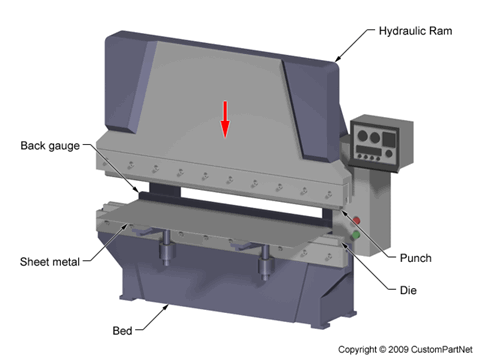 Hydraulic Ram
Back gauge
Sheet metal
Punch
Die
Bed
Copyright © 2009 CustomPartNet